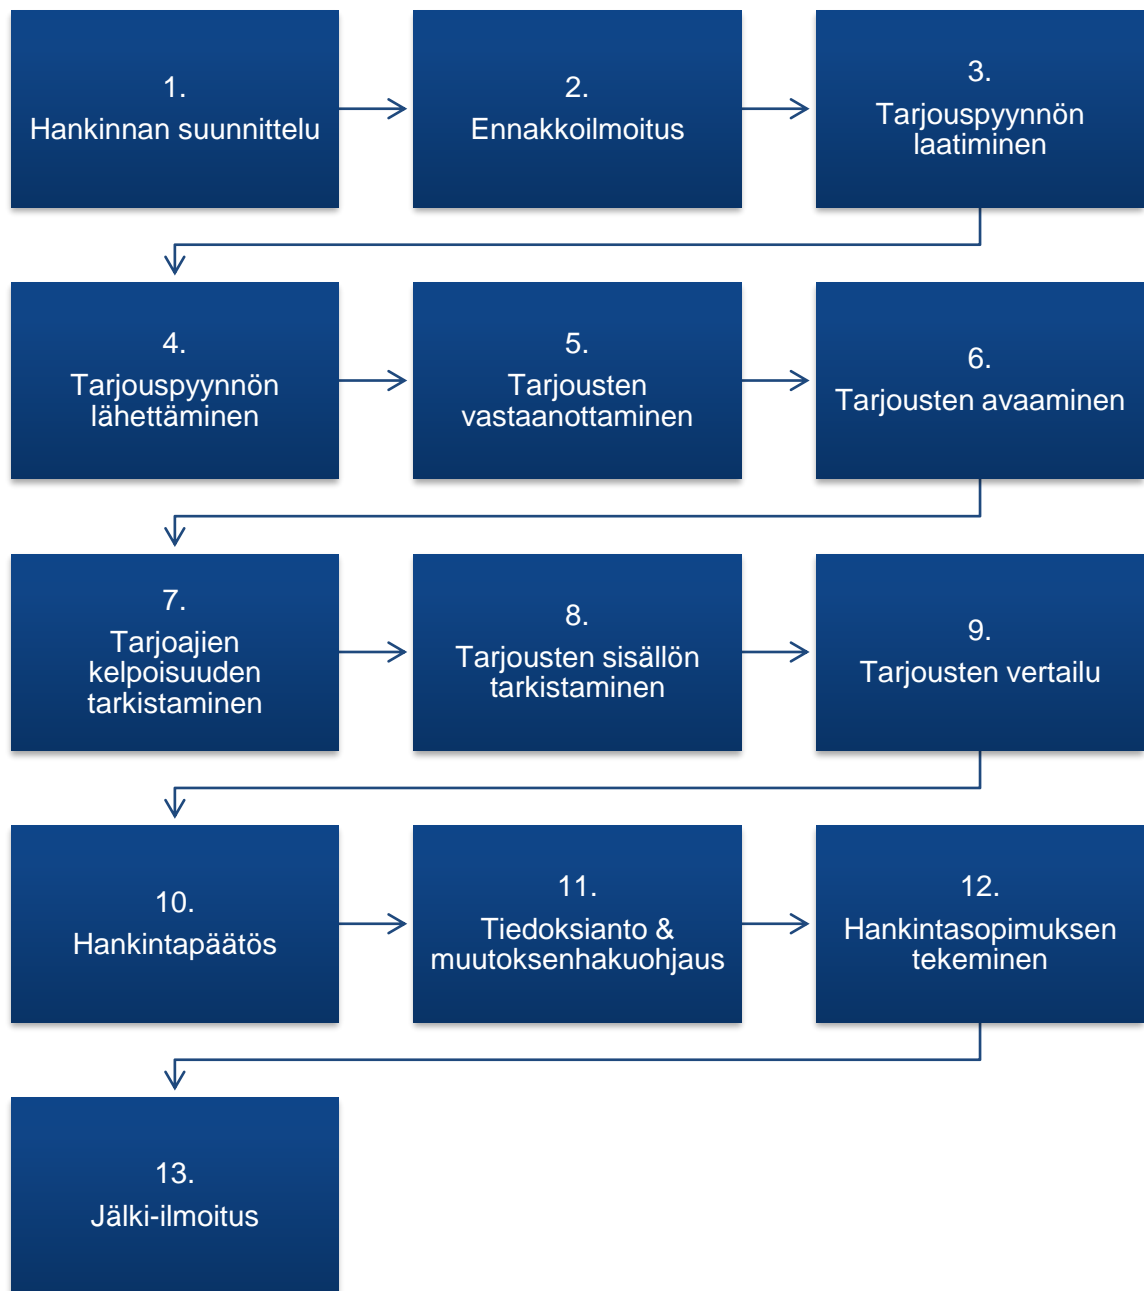 1.
Hankinnan suunnittelu
2.
Ennakkoilmoitus
3.
Tarjouspyynnön
laatiminen
4.
Tarjouspyynnön
lähettäminen
5.
Tarjousten
vastaanottaminen
6.
Tarjousten avaaminen
7.
Tarjoajien
kelpoisuuden
tarkistaminen
8.
Tarjousten sisällön
tarkistaminen
9.
Tarjousten vertailu
10.
Hankintapäätös
11.
Tiedoksianto &
muutoksenhakuohjaus
12.
Hankintasopimuksen
tekeminen
13.
Jälki-ilmoitus